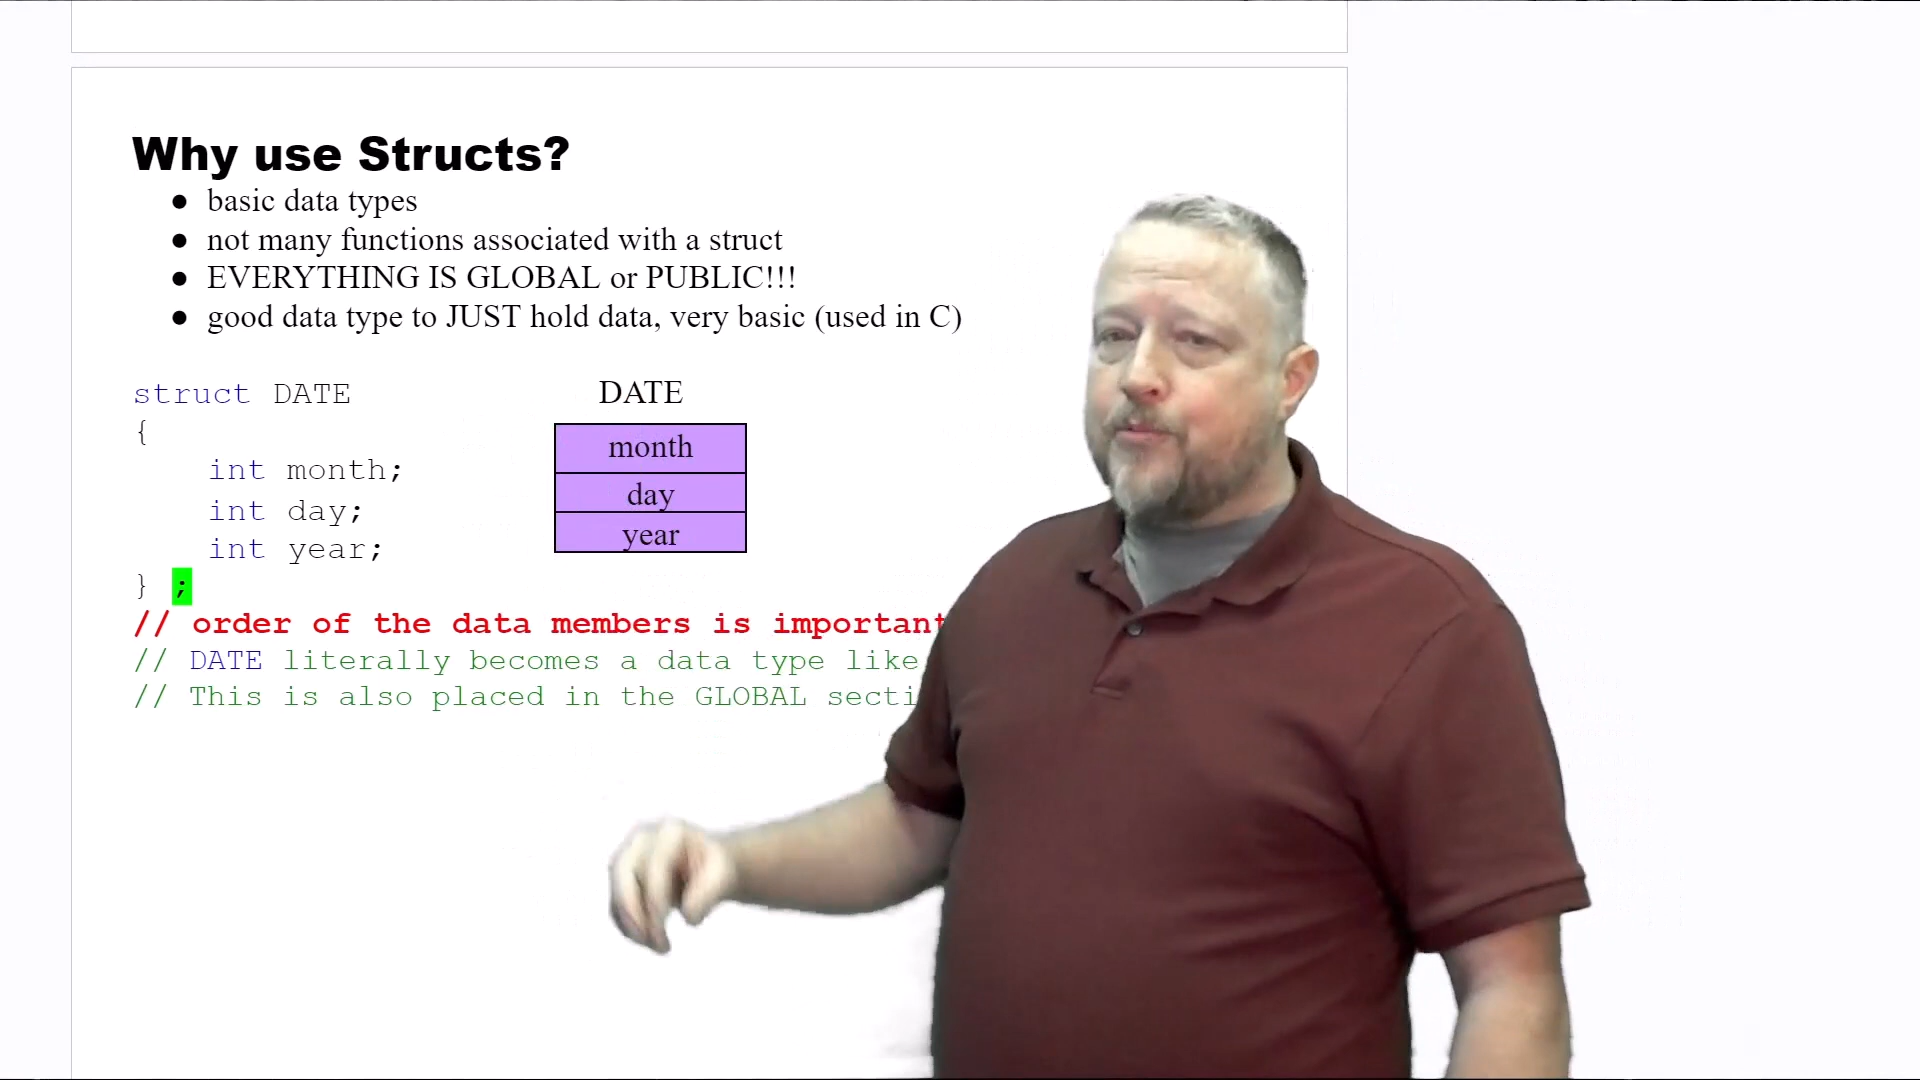 Why use Structs?
● basic data types
● not many functions associated with a struct
● EVERYTHING IS GLOBAL or PUBLIC!!!
● good data type to JUST hold data, very basic (used in C)
struct DATE
{
int month;
int day;
int year;
} ;
DATE
month
day
year
// order of the data members is important
// DATE literally becomes a data type like
// This is also placed in the GLOBAL